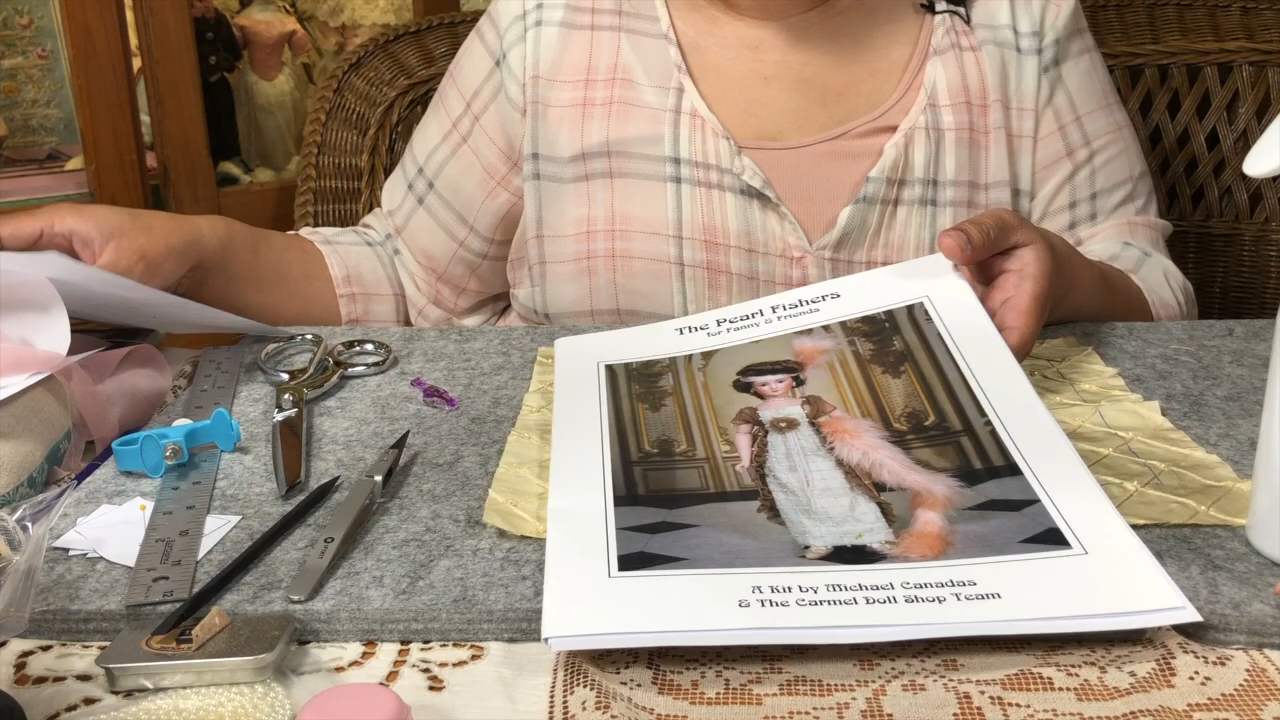 The Pearl Fishers
for Fanny & Friends
A Kit by Michael Canadas
& The Carmel Doll Shop Team